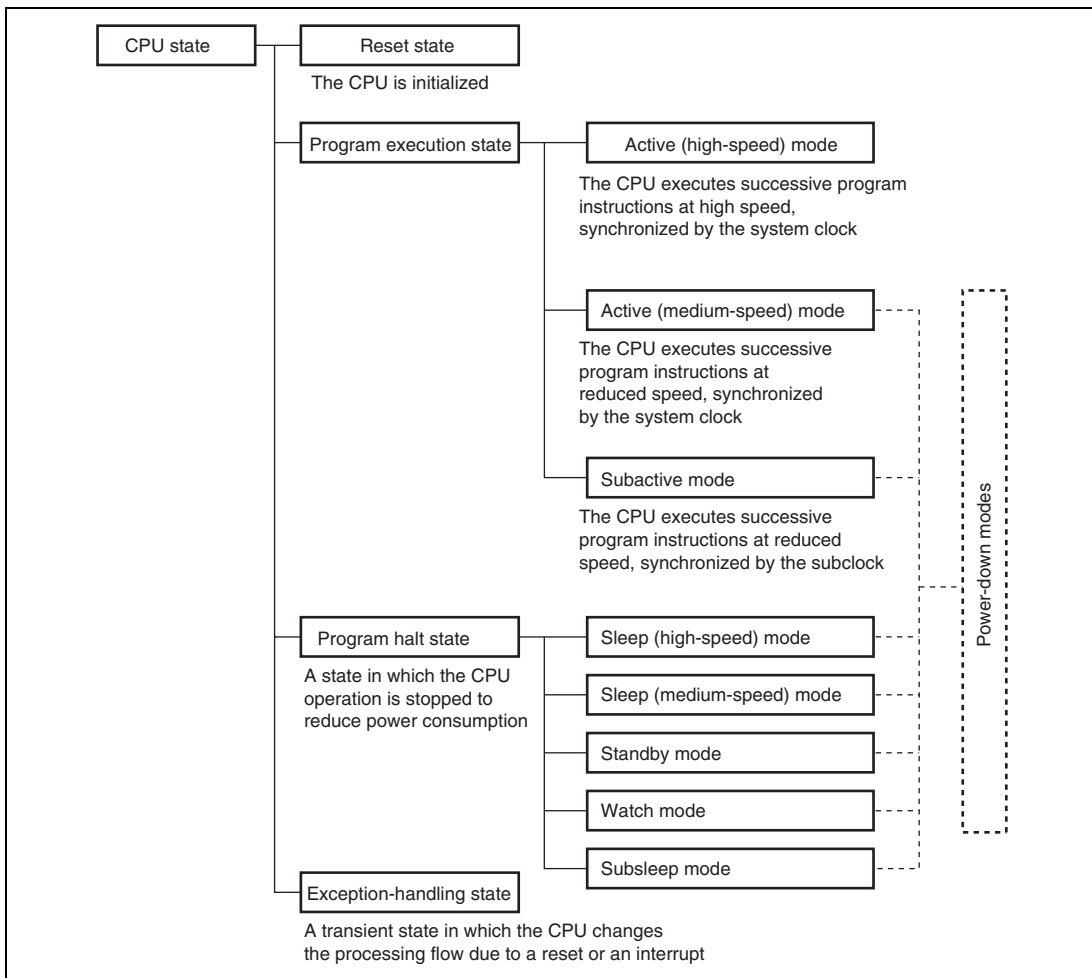 CPU state
Reset state
The CPU is initialized
Program execution state
Active (high-speed) mode
The CPU executes successive program
instructions at high speed,
synchronized by the system clock
Active (medium-speed) mode
The CPU executes successive
program instructions at
reduced speed, synchronized
by the system clock
Subactive mode
The CPU executes successive
program instructions at reduced
speed, synchronized by the subclock
Power-down modes
Program halt state
A state in which the CPU
operation is stopped to
reduce power consumption
Sleep (high-speed) mode
Sleep (medium-speed) mode
Standby mode
Watch mode
Subsleep mode
Exception-handling state
A transient state in which the CPU changes
the processing flow due to a reset or an interrupt